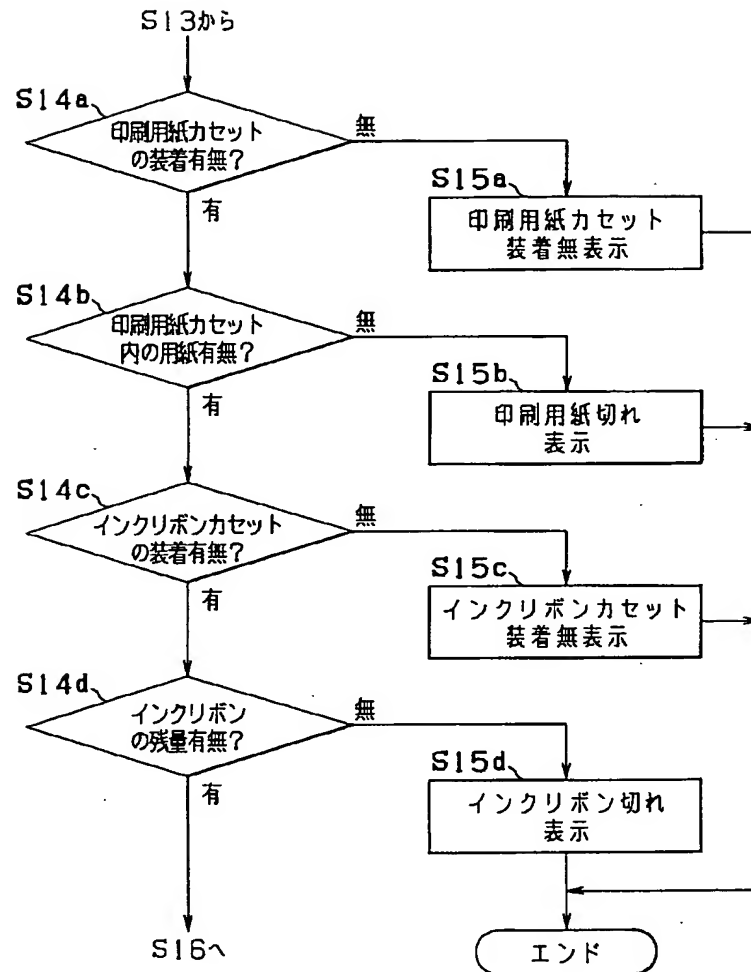 S13から
S14a
印刷用紙カセット
の装着有無?
無
有
S15a
印刷用紙カセット
装着無表示
S14b
印刷用紙カセット
内の用紙有無?
無
有
S15b
印刷用紙切れ
表示
S14c
インクリボンカセット
の装着有無?
無
有
S15c
インクリボンカセット
装着無表示
S14d
インクリボン
の残量有無?
無
有
S15d
インクリボン切れ
表示
S16へ
エンド